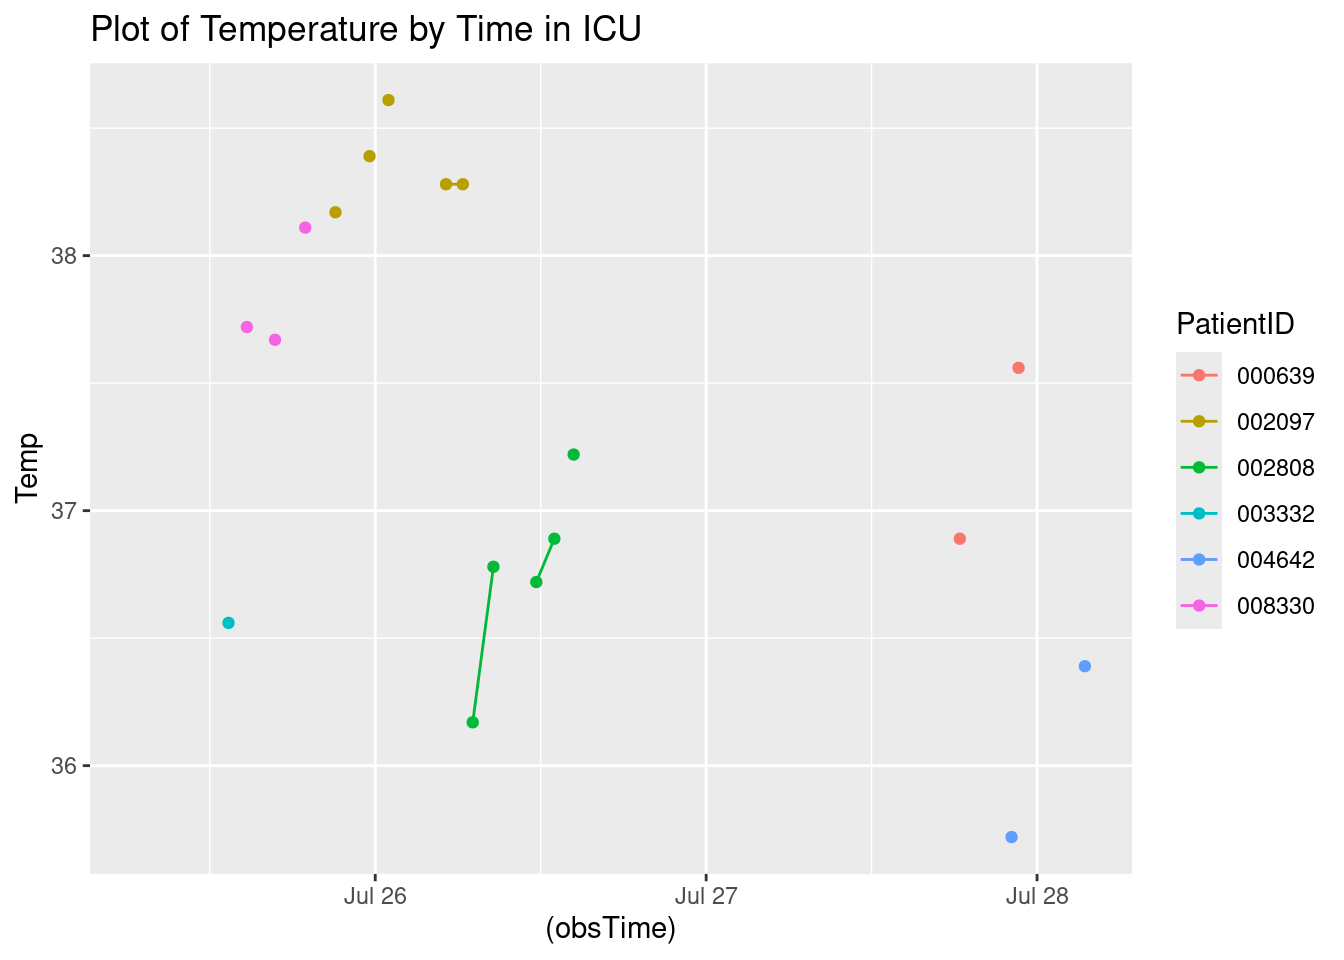 Plot of Temperature by Time in ICU
38
37
36
Temp
Jul 26
Jul 27
Jul 28
(obsTime)
PatientID
000639
002097
002808
003332
004642
008330